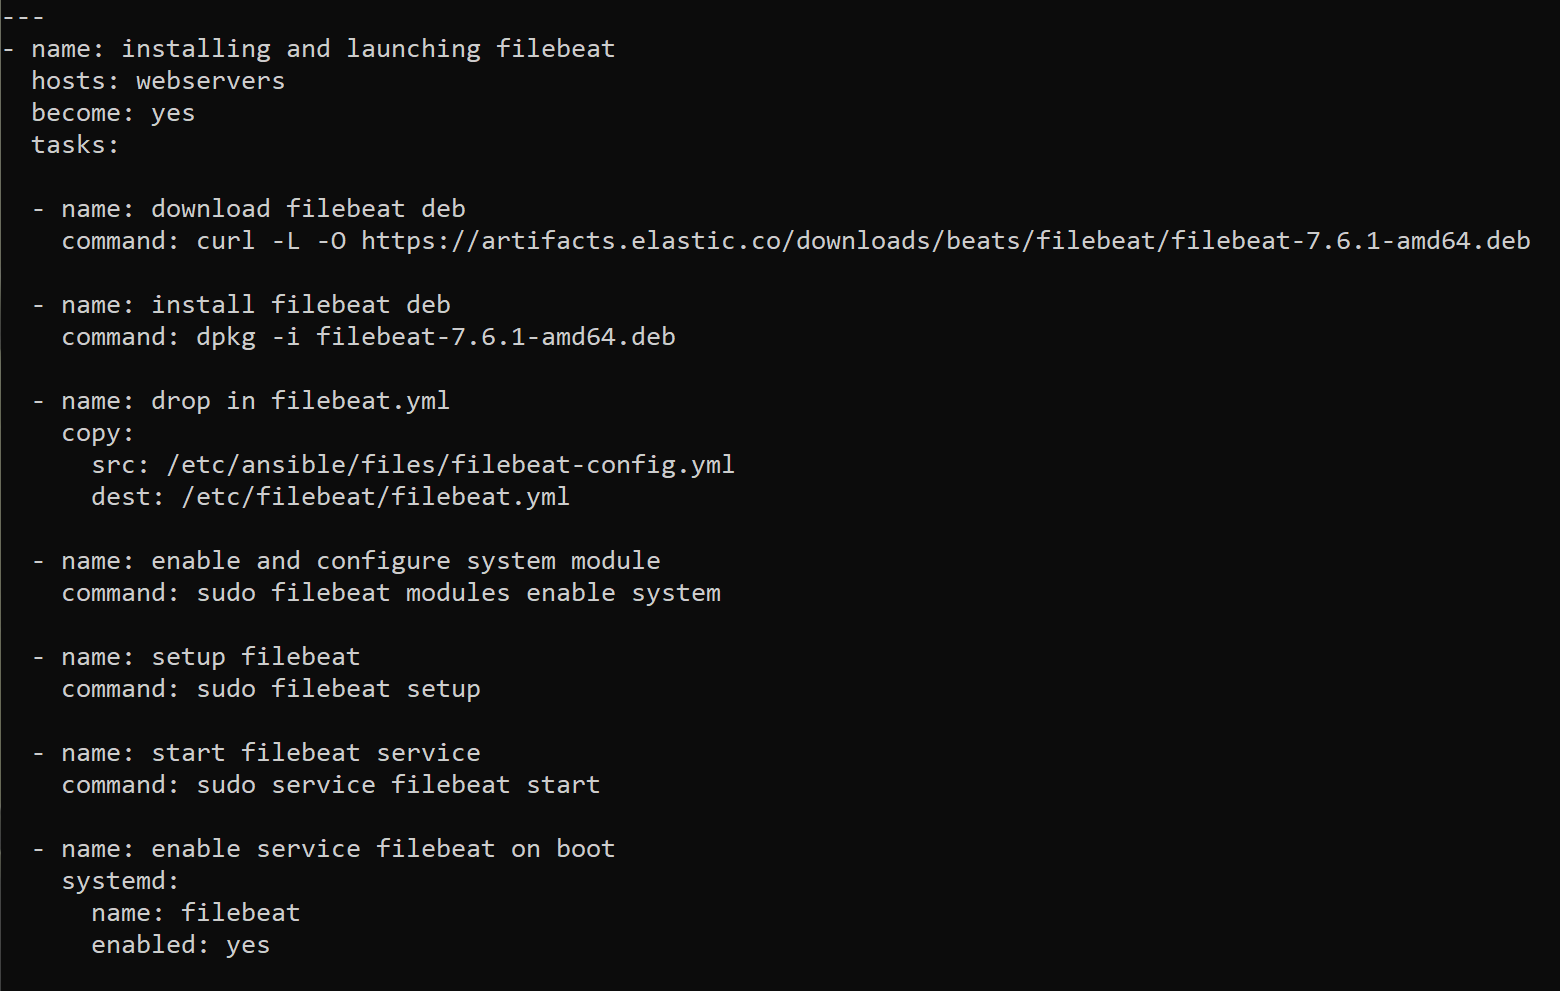 ---
- name: installing and launching filebeat
  hosts: webservers
  become: yes
  tasks:

  - name: download filebeat deb
    command: curl -L -O https://artifacts.elastic.co/downloads/beats/filebeat/filebeat-7.6.1-amd64.deb

  - name: install filebeat deb
    command: dpkg -i filebeat-7.6.1-amd64.deb

  - name: drop in filebeat.yml
    copy:
      src: /etc/ansible/files/filebeat-config.yml
      dest: /etc/filebeat/filebeat.yml

  - name: enable and configure system module
    command: sudo filebeat modules enable system

  - name: setup filebeat
    command: sudo filebeat setup

  - name: start filebeat service
    command: sudo service filebeat start

  - name: enable service filebeat on boot
    systemd:
      name: filebeat
      enabled: yes